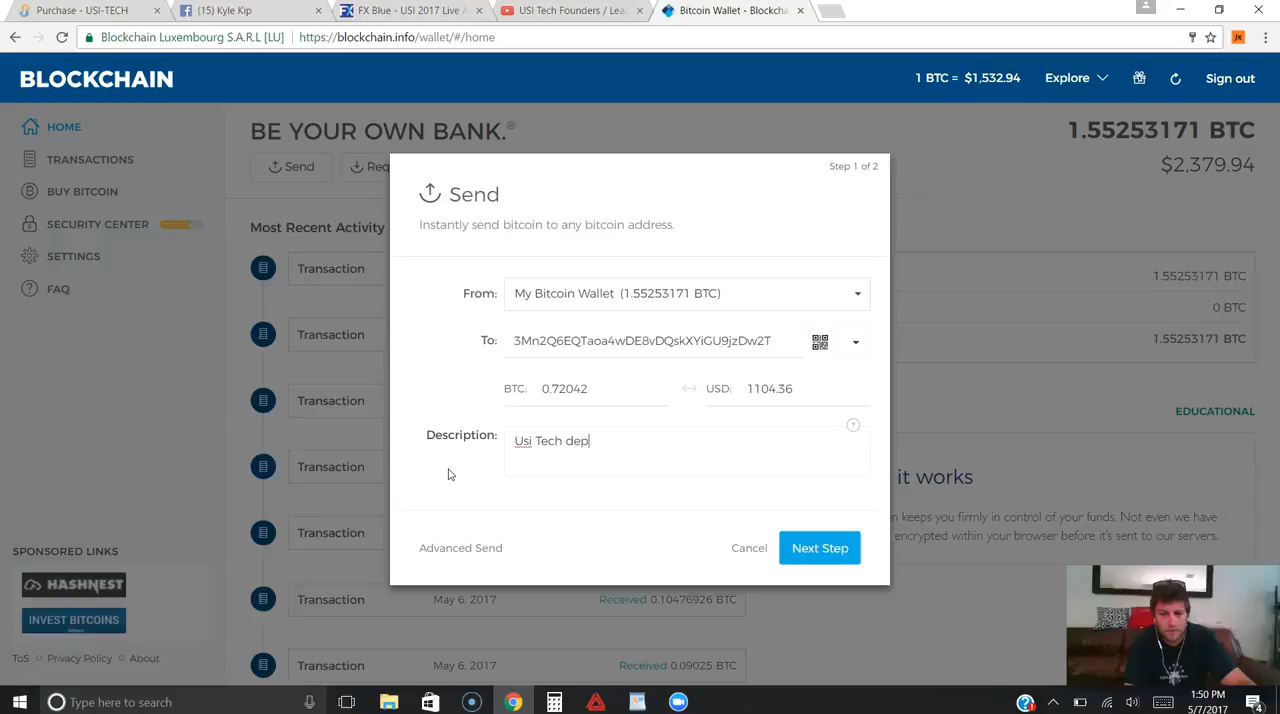 Purchase - USI-TECH
(15) Kyle Kip
FX Blue - USI 2017 Live A
USI Tech Founders / Lea
Bitcoin Wallet - Blockcha
Blockchain Luxembourg S.A.R.L [LU]
https://blockchain.info/wallet/#/home
BLOCKCHAIN
1 BTC = $1,532.94
Explore
Sign out
HOME
TRANSACTIONS
BUY BITCOIN
SECURITY CENTER
SETTINGS
FAQ
SPONSORED LINKS
HASHNEST
INVEST BITCOINS
ToS Privacy Policy About
BE YOUR OWN BANK.®
1.55253171 BTC
$2,379.94
Send
Req
Most Recent Activity
Transaction
Transaction
Transaction
Transaction
Transaction
Transaction May 6, 2017 Received 0.10476926 BTC
Transaction May 6, 2017 Received 0.09025 BTC
Step 1 of 2
Send
Instantly send bitcoin to any bitcoin address.
From: My Bitcoin Wallet (1.55253171 BTC)
To: 3Mn2Q6EQTaoa4wDE8vDQskXYiGU9jzDw2T
BTC: 0.72042 USD: 1104.36
Description: Usi Tech dep
Advanced Send
Cancel
Next Step
1.55253171 BTC
0 BTC
1.55253171 BTC
EDUCATIONAL
it works
n keeps you firmly in control of your funds. Not even we have
encrypted within your browser before it's sent to our servers.
Type here to search
1:50 PM
5/7/2017
4